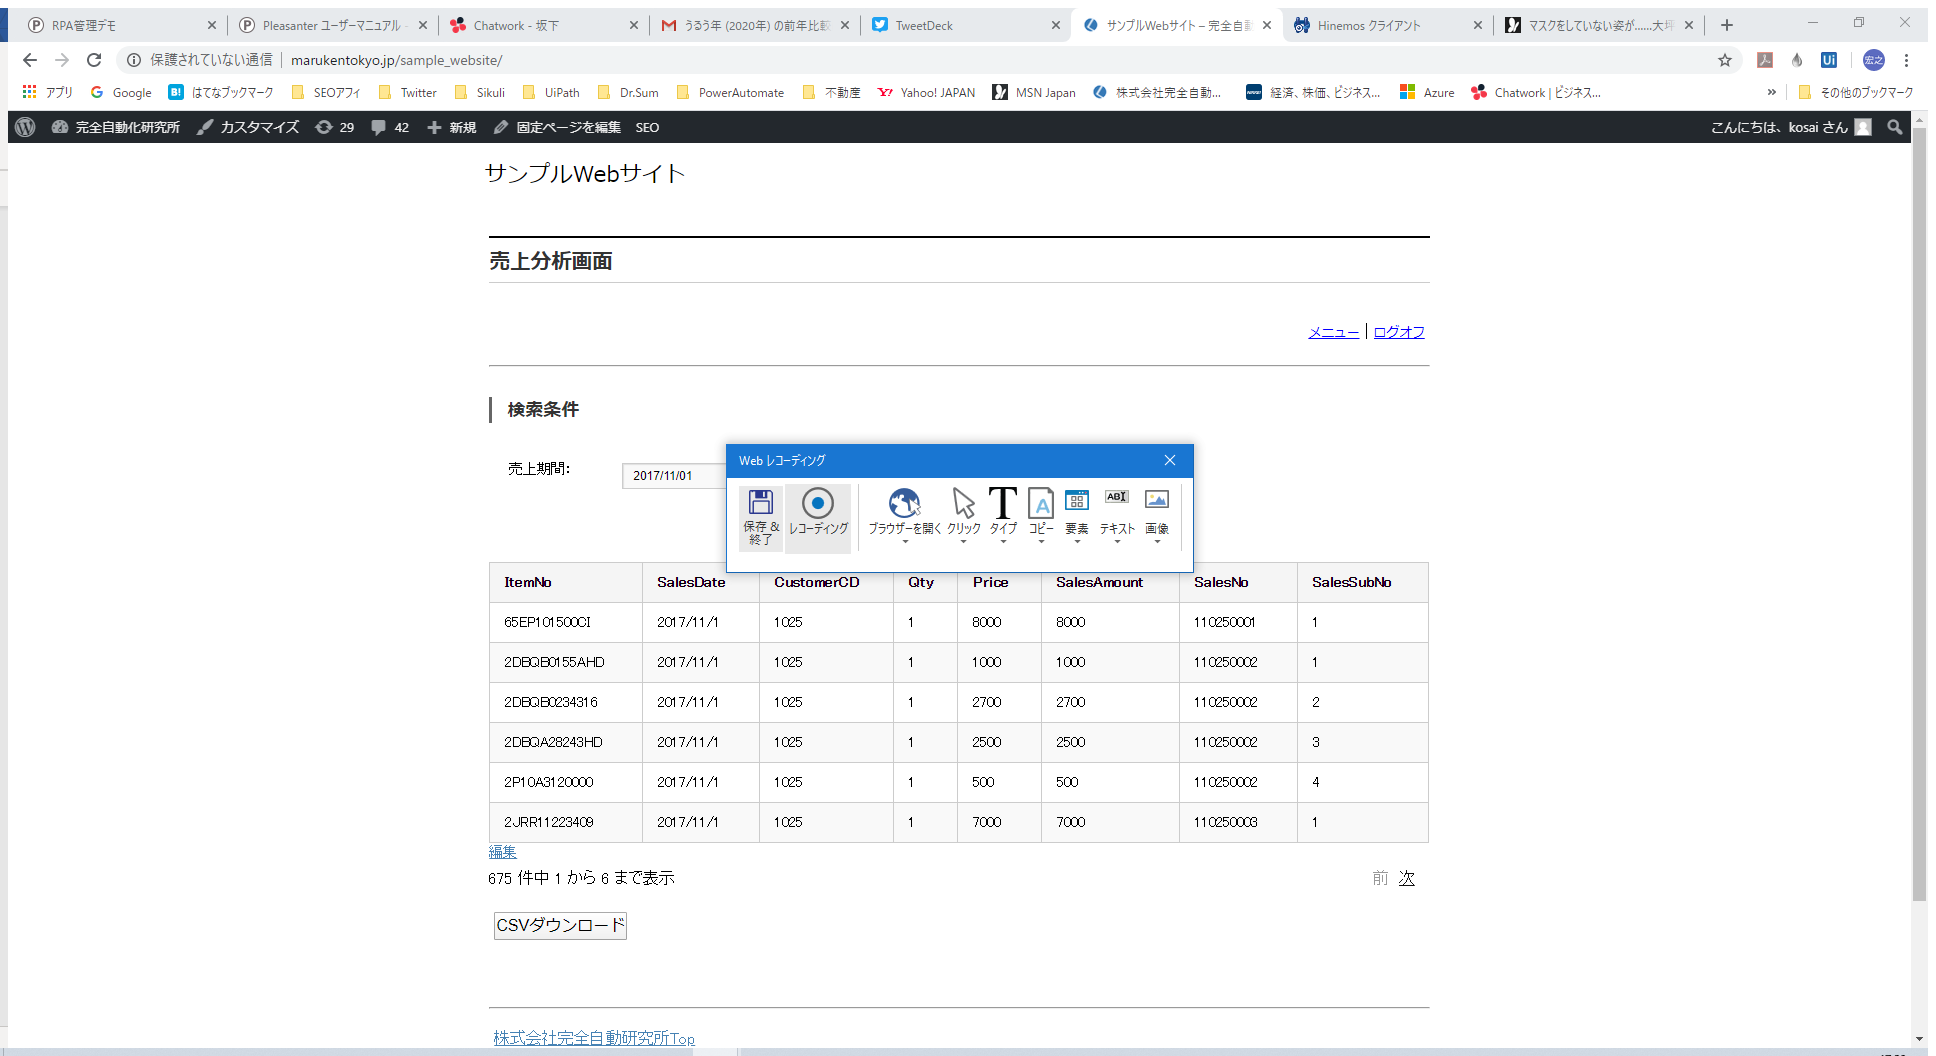 RPA管理デモ
Pleasanter ユーザーマニュアル
Chatwork - 坂下
うるう年 (2020年) の前年比較
TweetDeck
サンプルWebサイト – 完全自動
Hinemos クライアント
マスクをしていない姿が……大坪
保護されていない通信 marukentokyo.jp/sample_website/
Ui
宏之
アプリ Google はてなブックマーク SEOアフィ Twitter Sikuli UiPath Dr.Sum PowerAutomate 不動産 Yahoo! JAPAN MSN Japan 株式会社完全自動... 経済、株価、ビジネス... Azure Chatwork | ビジネス... » その他のブックマーク
完全自動化研究所 カスタマイズ 29 42 新規 固定ページを編集 SEO こんにちは、kosai さん
サンプルWebサイト
売上分析画面
メニュー | ログオフ
検索条件
売上期間: 2017/11/01
Web レコーディング
保存 & 終了 レコーディング ブラウザーを開く クリック タイプ コピー 要素 テキスト 画像
ItemNo SalesDate CustomerCD Qty Price SalesAmount SalesNo SalesSubNo
65EP101500CI 2017/11/1 1025 1 8000 8000 110250001 1
2DBQB0155AHD 2017/11/1 1025 1 1000 1000 110250002 1
2DBQB0234316 2017/11/1 1025 1 2700 2700 110250002 2
2DBQA28243HD 2017/11/1 1025 1 2500 2500 110250002 3
2P10A3120000 2017/11/1 1025 1 500 500 110250002 4
2JRR11223409 2017/11/1 1025 1 7000 7000 110250003 1
編集
675 件中 1 から 6 まで表示 前 次
CSVダウンロード
株式会社完全自動研究所Top